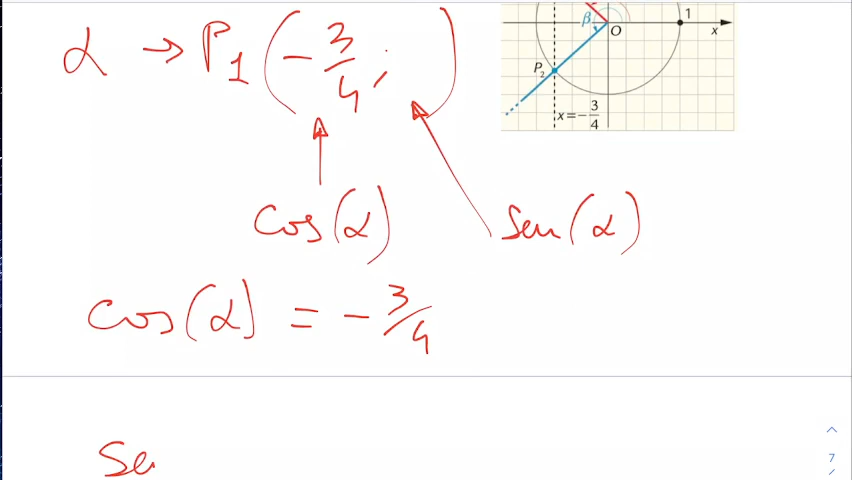 α → P₁ (-3/4;   )
β O 1 x
P₂
x = -3/4
cos(α) sen(α)
cos(α) = -3/4
Se
7